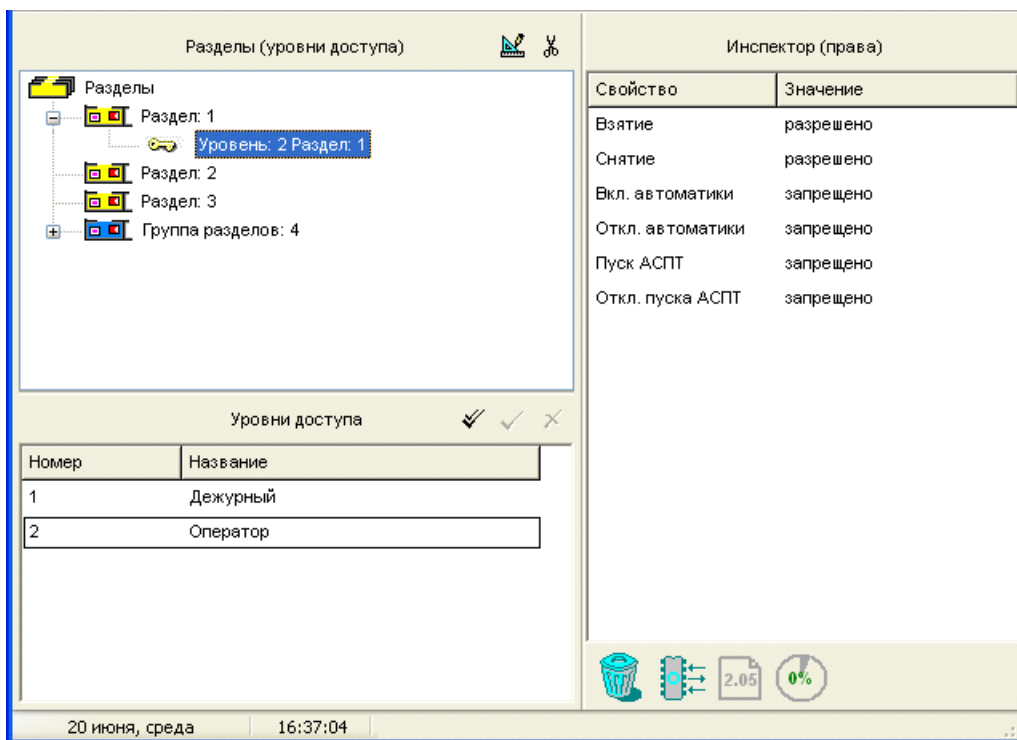 Разделы (уровни доступа)
Разделы
Раздел: 1
Уровень: 2 Раздел: 1
Раздел: 2
Раздел: 3
Группа разделов: 4
Уровни доступа
Номер Название
1 Дежурный
2 Оператор
Инспектор (права)
Свойство Значение
Взятие разрешено
Снятие разрешено
Вкл. автоматики запрещено
Откл. автоматики запрещено
Пуск АСПТ запрещено
Откл. пуска АСПТ запрещено
2.05 0%
20 июня, среда 16:37:04